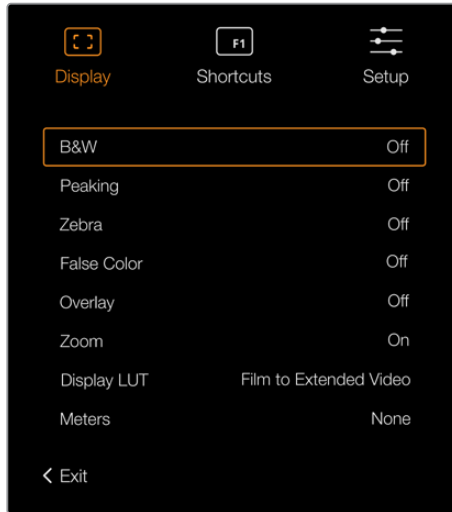 F1
Display Shortcuts Setup
B&W Off
Peaking Off
Zebra Off
False Color Off
Overlay Off
Zoom On
Display LUT Film to Extended Video
Meters None
Exit